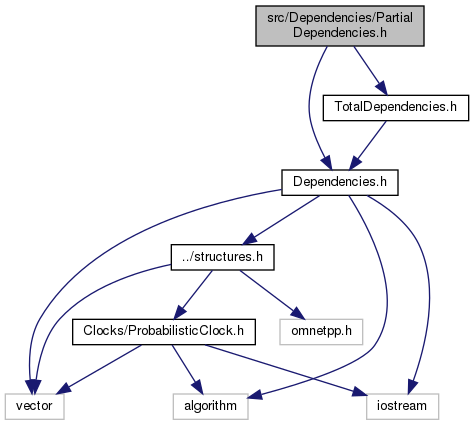 src/Dependencies/Partial
Dependencies.h
TotalDependencies.h
Dependencies.h
../structures.h
Clocks/ProbabilisticClock.h
omnetpp.h
vector
algorithm
iostream